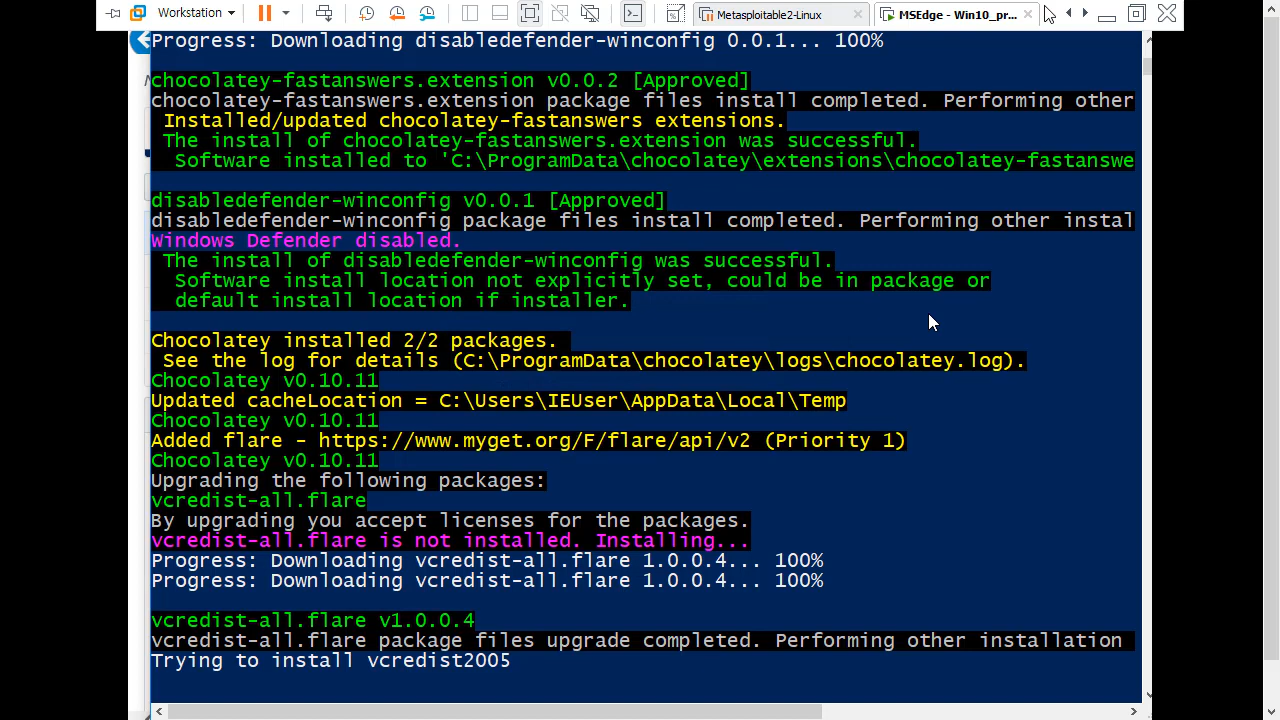 Workstation
Metasploitable2-Linux
MSEdge - Win10_pr...
Progress: Downloading disabledefender-winconfig 0.0.1... 100%
chocolatey-fastanswers.extension v0.0.2 [Approved]
chocolatey-fastanswers.extension package files install completed. Performing other
Installed/updated chocolatey-fastanswers extensions.
The install of chocolatey-fastanswers.extension was successful.
Software installed to 'C:\ProgramData\chocolatey\extensions\chocolatey-fastanswe
disabledefender-winconfig v0.0.1 [Approved]
disabledefender-winconfig package files install completed. Performing other instal
Windows Defender disabled.
The install of disabledefender-winconfig was successful.
Software install location not explicitly set, could be in package or
default install location if installer.
Chocolatey installed 2/2 packages.
See the log for details (C:\ProgramData\chocolatey\logs\chocolatey.log).
Chocolatey v0.10.11
Updated cacheLocation = C:\Users\IEUser\AppData\Local\Temp
Chocolatey v0.10.11
Added flare - https://www.myget.org/F/flare/api/v2 (Priority 1)
Chocolatey v0.10.11
Upgrading the following packages:
vcredist-all.flare
By upgrading you accept licenses for the packages.
vcredist-all.flare is not installed. Installing...
Progress: Downloading vcredist-all.flare 1.0.0.4... 100%
Progress: Downloading vcredist-all.flare 1.0.0.4... 100%
vcredist-all.flare v1.0.0.4
vcredist-all.flare package files upgrade completed. Performing other installation
Trying to install vcredist2005